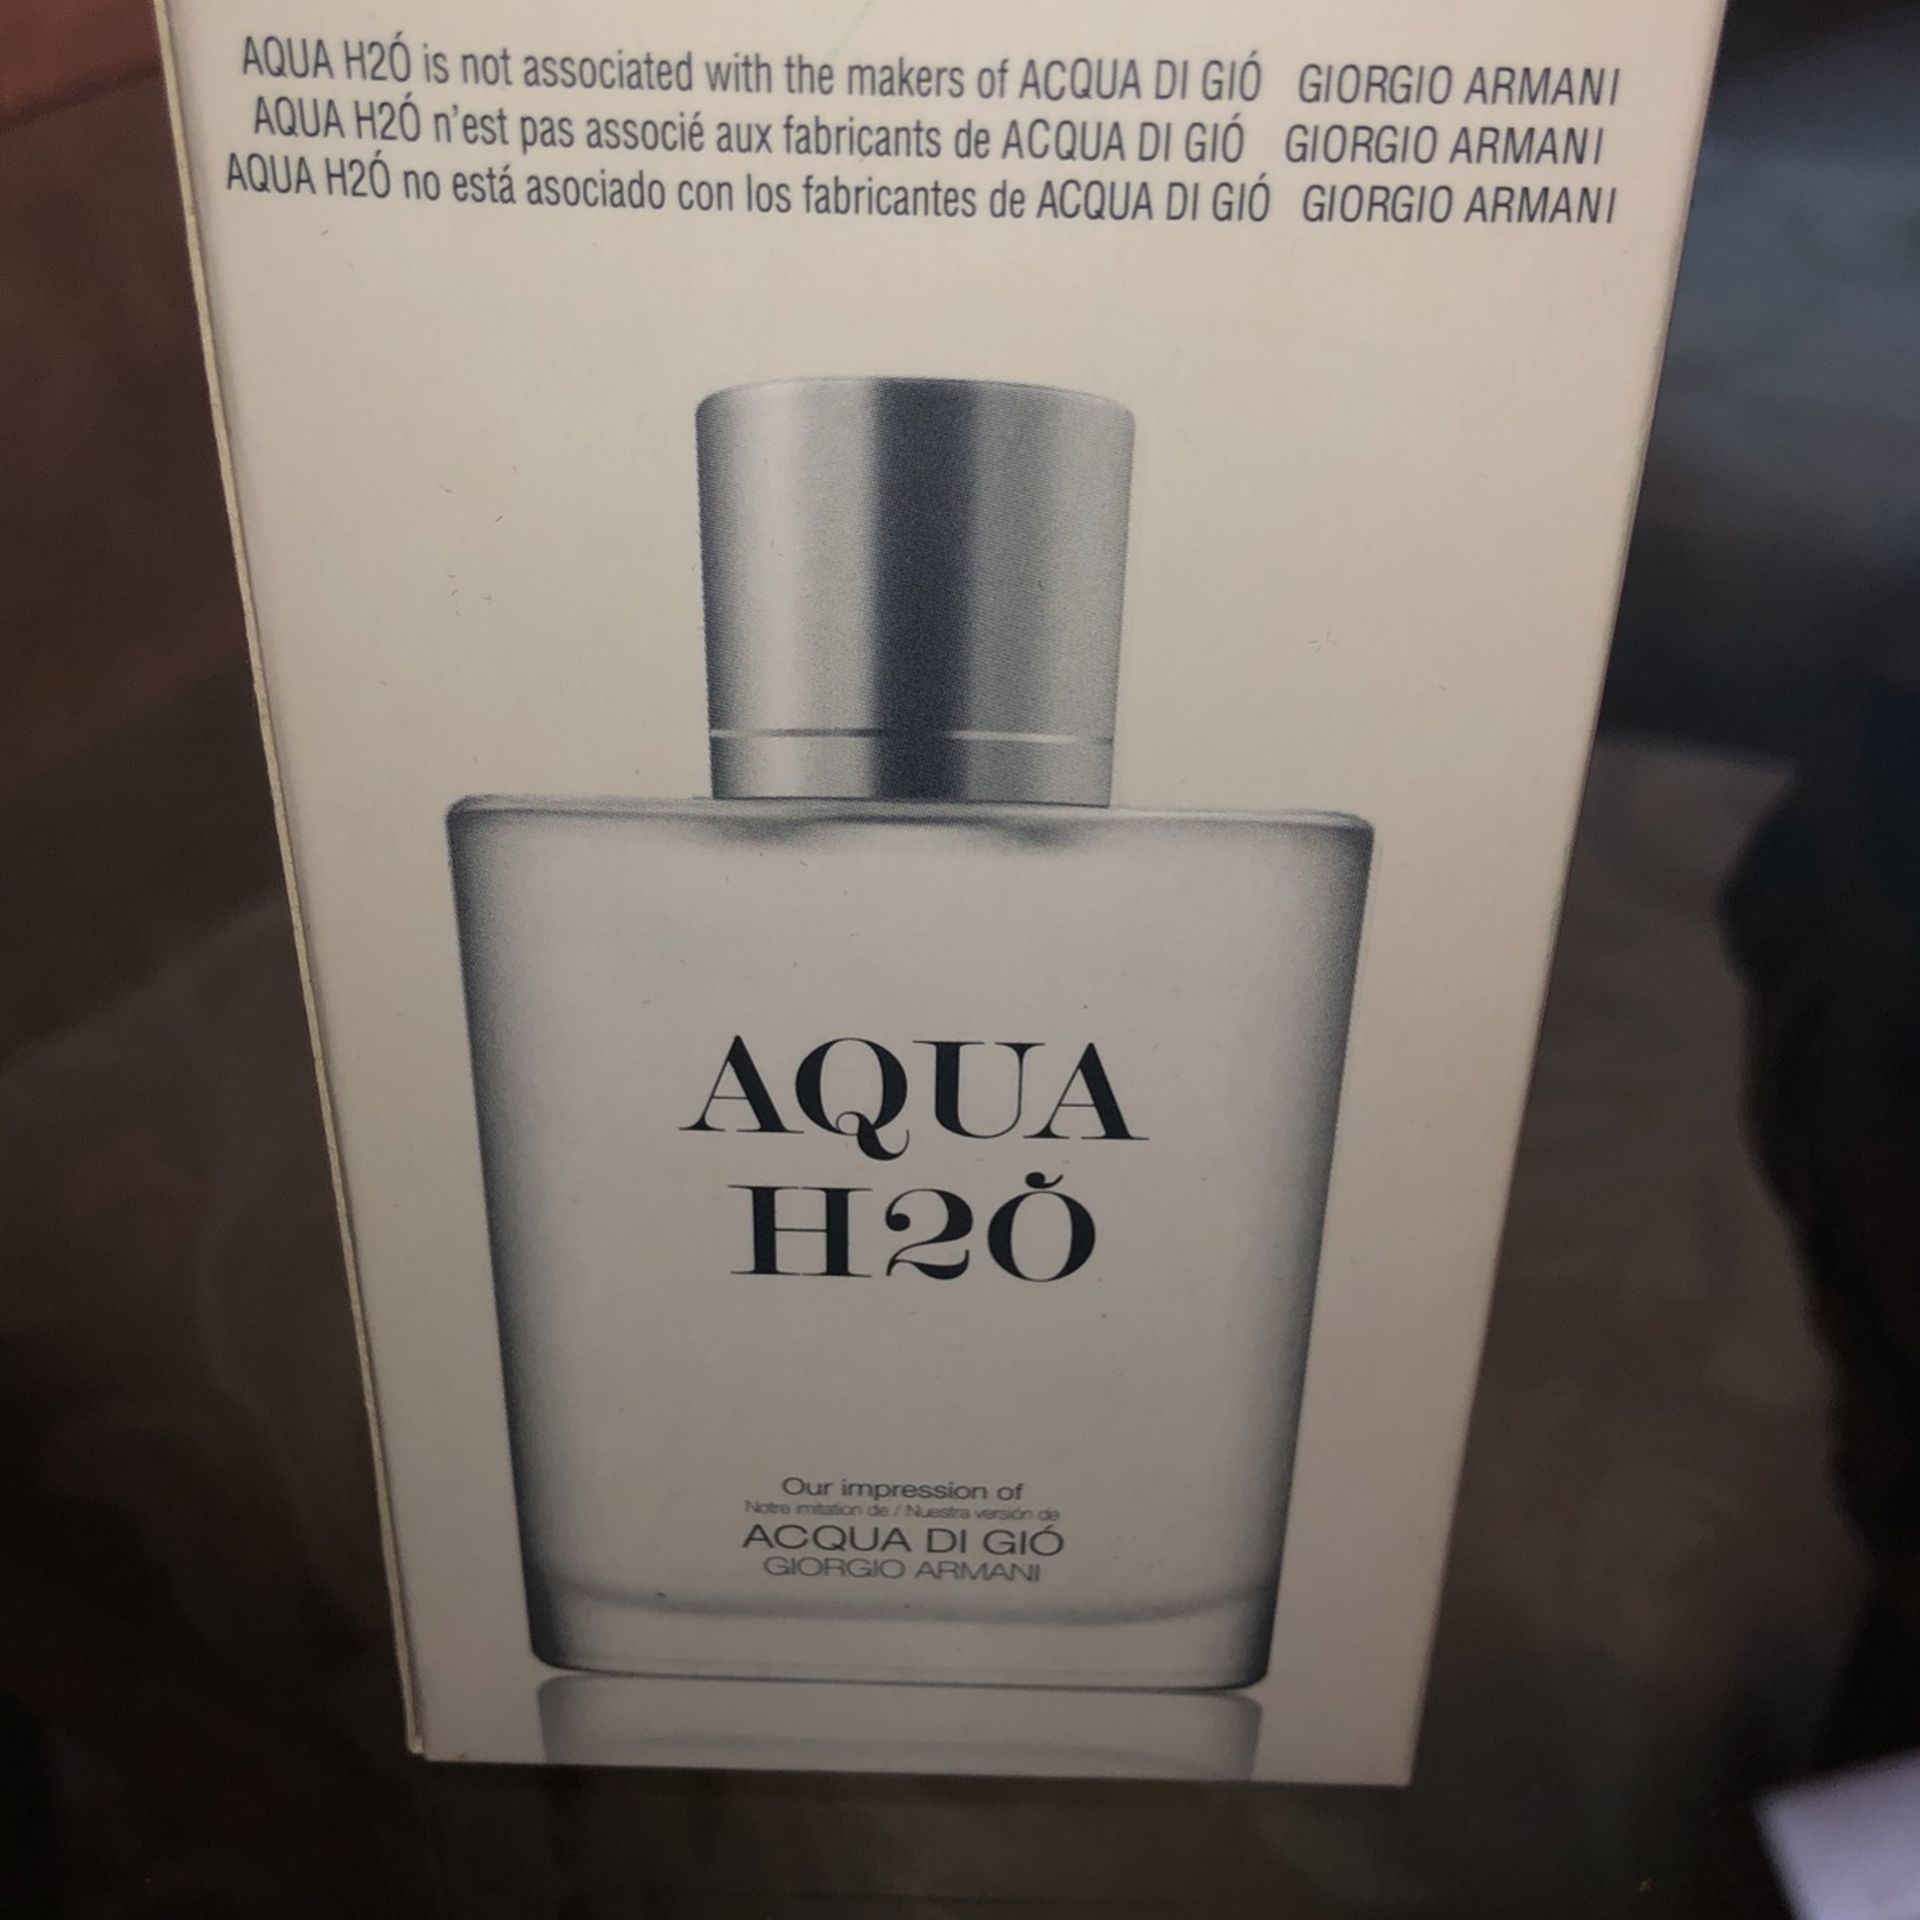 AQUA H2Ó is not associated with the makers of ACQUA DI GIÓ GIORGIO ARMANI
AQUA H2Ó n'est pas associé aux fabricants de ACQUA DI GIÓ GIORGIO ARMANI
AQUA H2Ó no está asociado con los fabricantes de ACQUA DI GIÓ GIORGIO ARMANI
AQUA
H2Ŏ
Our impression of
Notre imitation de / Nuestra versión de
ACQUA DI GIÓ
GIORGIO ARMANI